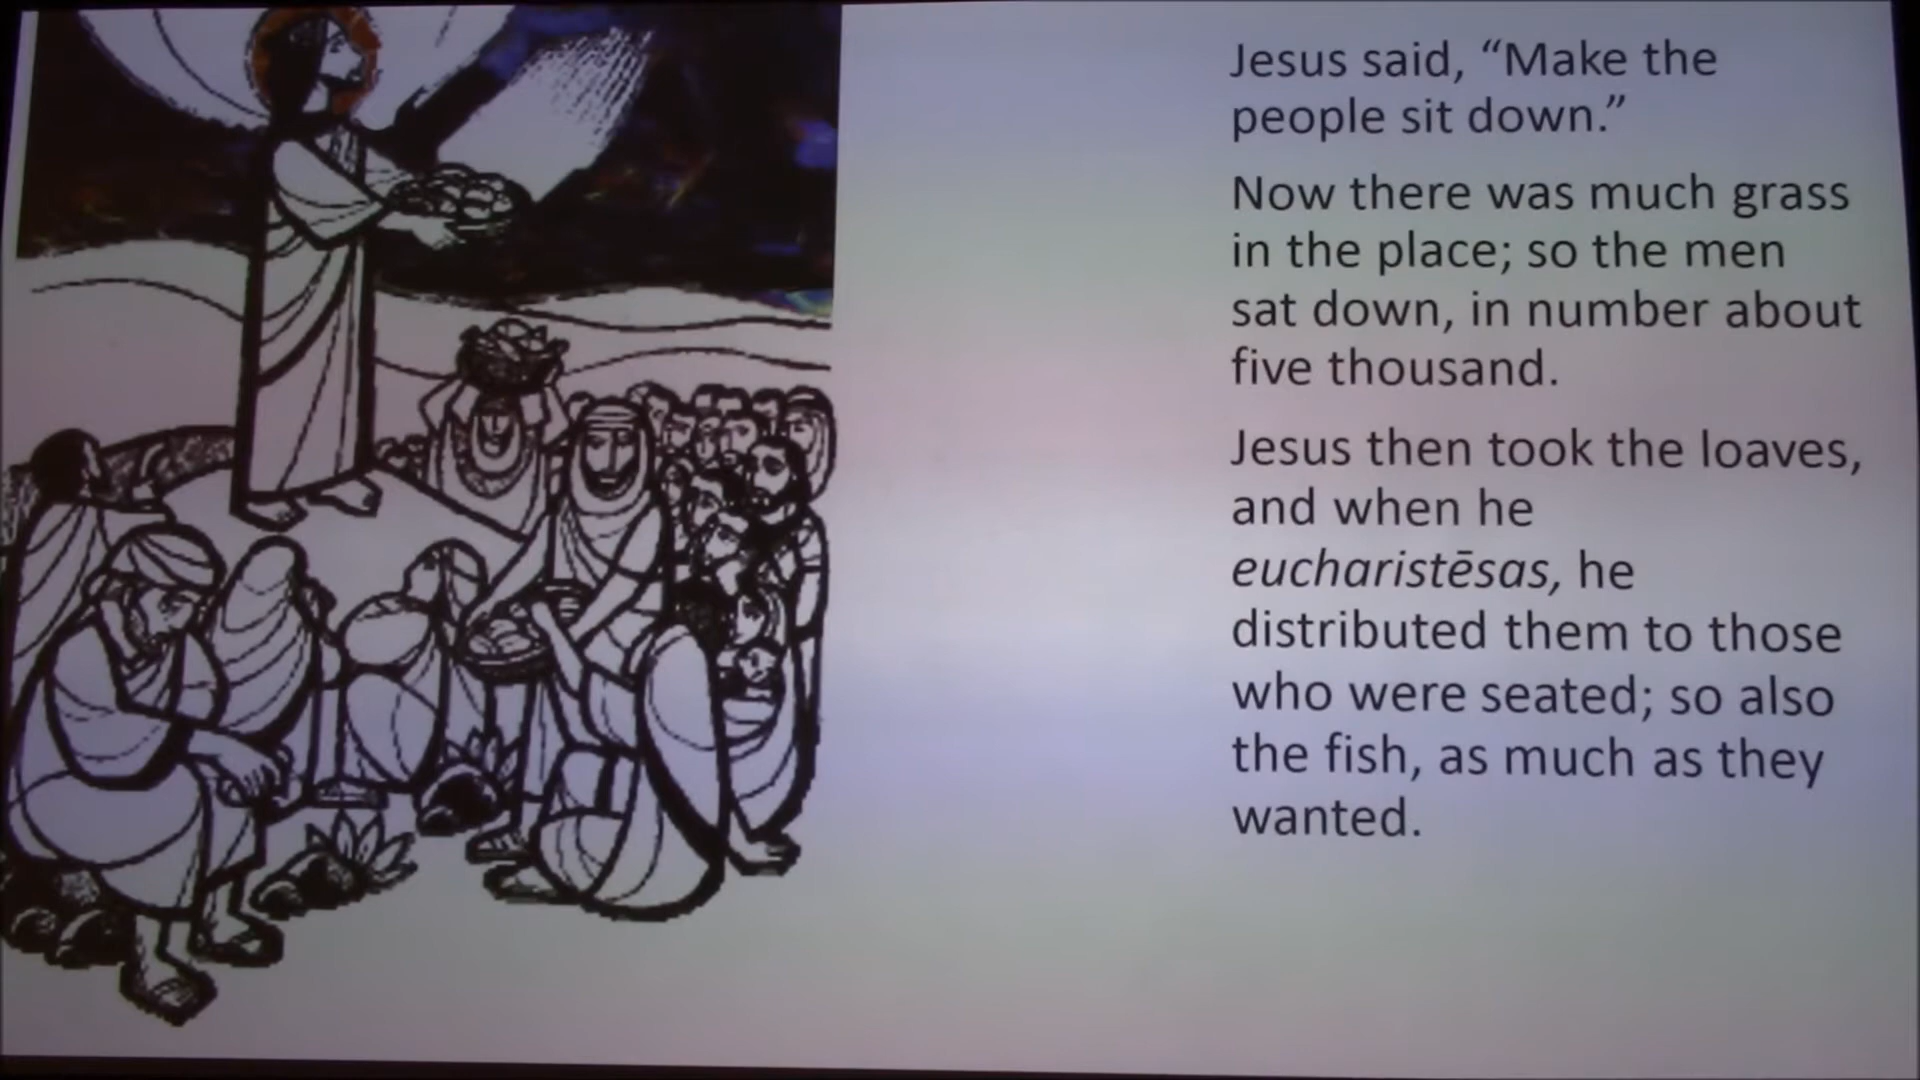 Jesus said, “Make the
people sit down.”
Now there was much grass
in the place; so the men
sat down, in number about
five thousand.
Jesus then took the loaves,
and when he
eucharistēsas, he
distributed them to those
who were seated; so also
the fish, as much as they
wanted.